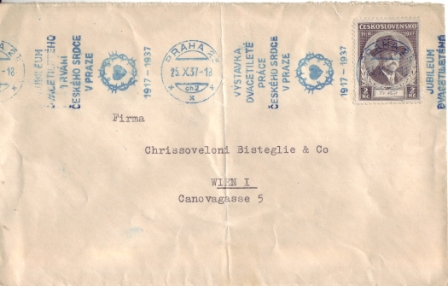 JUBILEUM
DVACETILETÉHO
TRVÁNÍ
ČESKÉHO SRDCE
V PRAZE
1917-1937
PRAHA
25.X.37-18
VÝSTAVKA
DVACETILETÉ
PRÁCE
ČESKÉHO SRDCE
V PRAZE
1917-1937
JUBILEUM
DVACETILETÉHO
ČESKOSLOVENSKO
2
Firma
Chrissoveloni Bisteglie & Co
WIEN I
Canovagasse 5